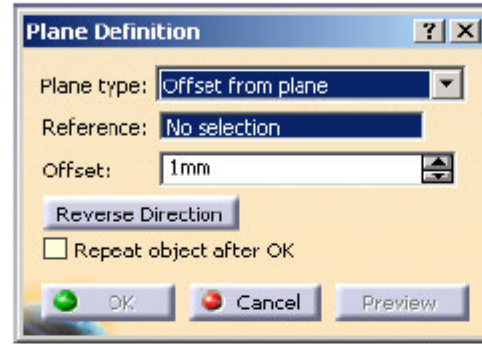 Plane Definition ? X
Plane type: Offset from plane
Reference: No selection
Offset: 1mm
Reverse Direction
Repeat object after OK
OK Cancel Preview